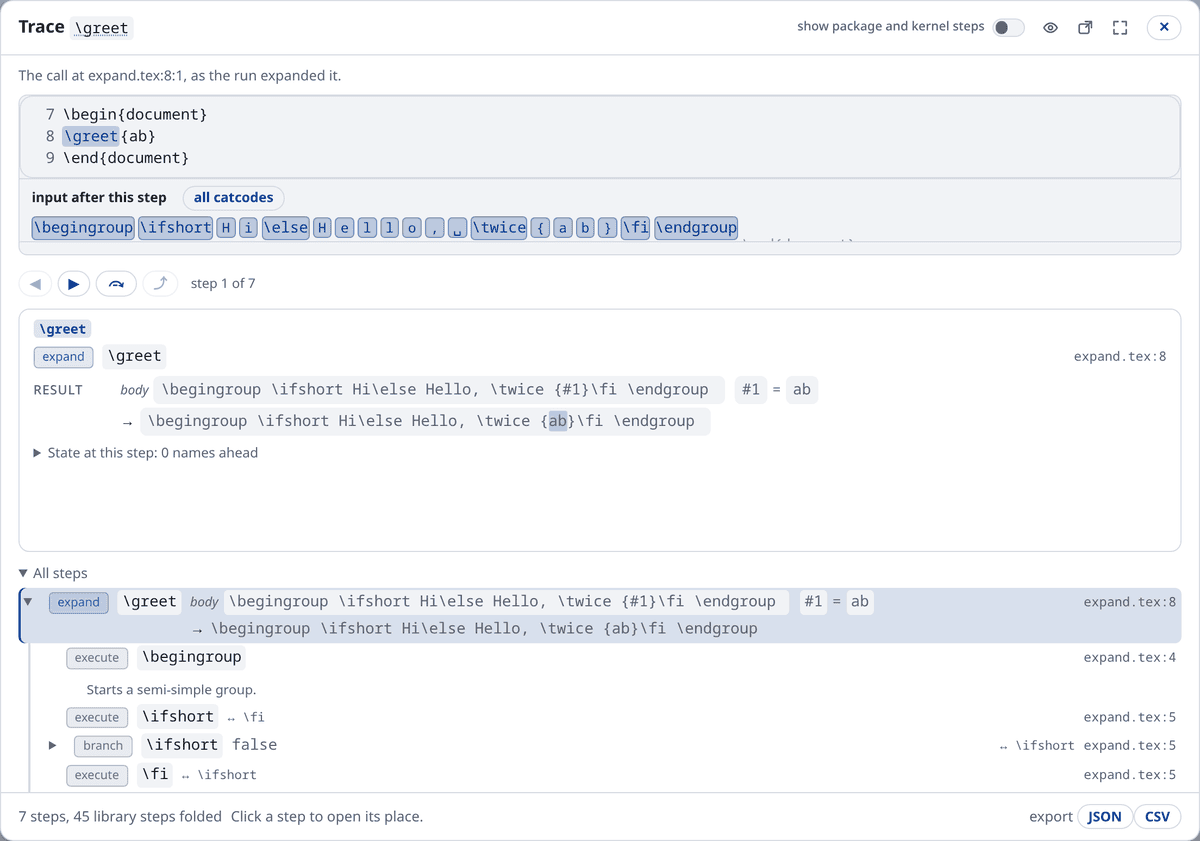 Trace \greet show package and kernel steps ✕
The call at expand.tex:8:1, as the run expanded it.
7 \begin{document}
8 \greet{ab}
9 \end{document}
input after this step all catcodes
\begingroup \ifshort H i \else H e l l o , ␣ \twice { a b } \fi \endgroup
step 1 of 7
\greet
expand \greet expand.tex:8
RESULT body \begingroup \ifshort Hi\else Hello, \twice {#1}\fi \endgroup #1 = ab
→ \begingroup \ifshort Hi\else Hello, \twice {ab}\fi \endgroup
▶ State at this step: 0 names ahead
▼ All steps
▼ expand \greet body \begingroup \ifshort Hi\else Hello, \twice {#1}\fi \endgroup #1 = ab expand.tex:8
→ \begingroup \ifshort Hi\else Hello, \twice {ab}\fi \endgroup
execute \begingroup expand.tex:4
Starts a semi-simple group.
execute \ifshort ↔ \fi expand.tex:5
▶ branch \ifshort false ↔ \ifshort expand.tex:5
execute \fi ↔ \ifshort expand.tex:5
7 steps, 45 library steps folded Click a step to open its place. export JSON CSV